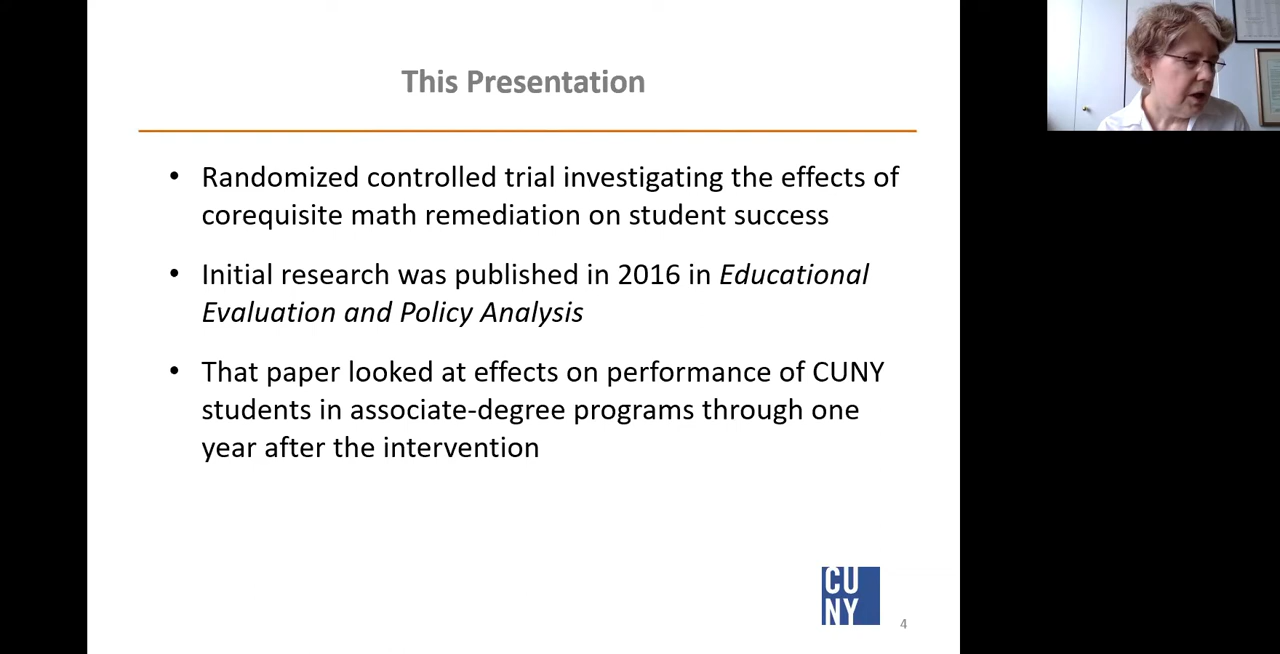 This Presentation
• Randomized controlled trial investigating the effects of
corequisite math remediation on student success
• Initial research was published in 2016 in Educational
Evaluation and Policy Analysis
• That paper looked at effects on performance of CUNY
students in associate-degree programs through one
year after the intervention
CU
NY
4